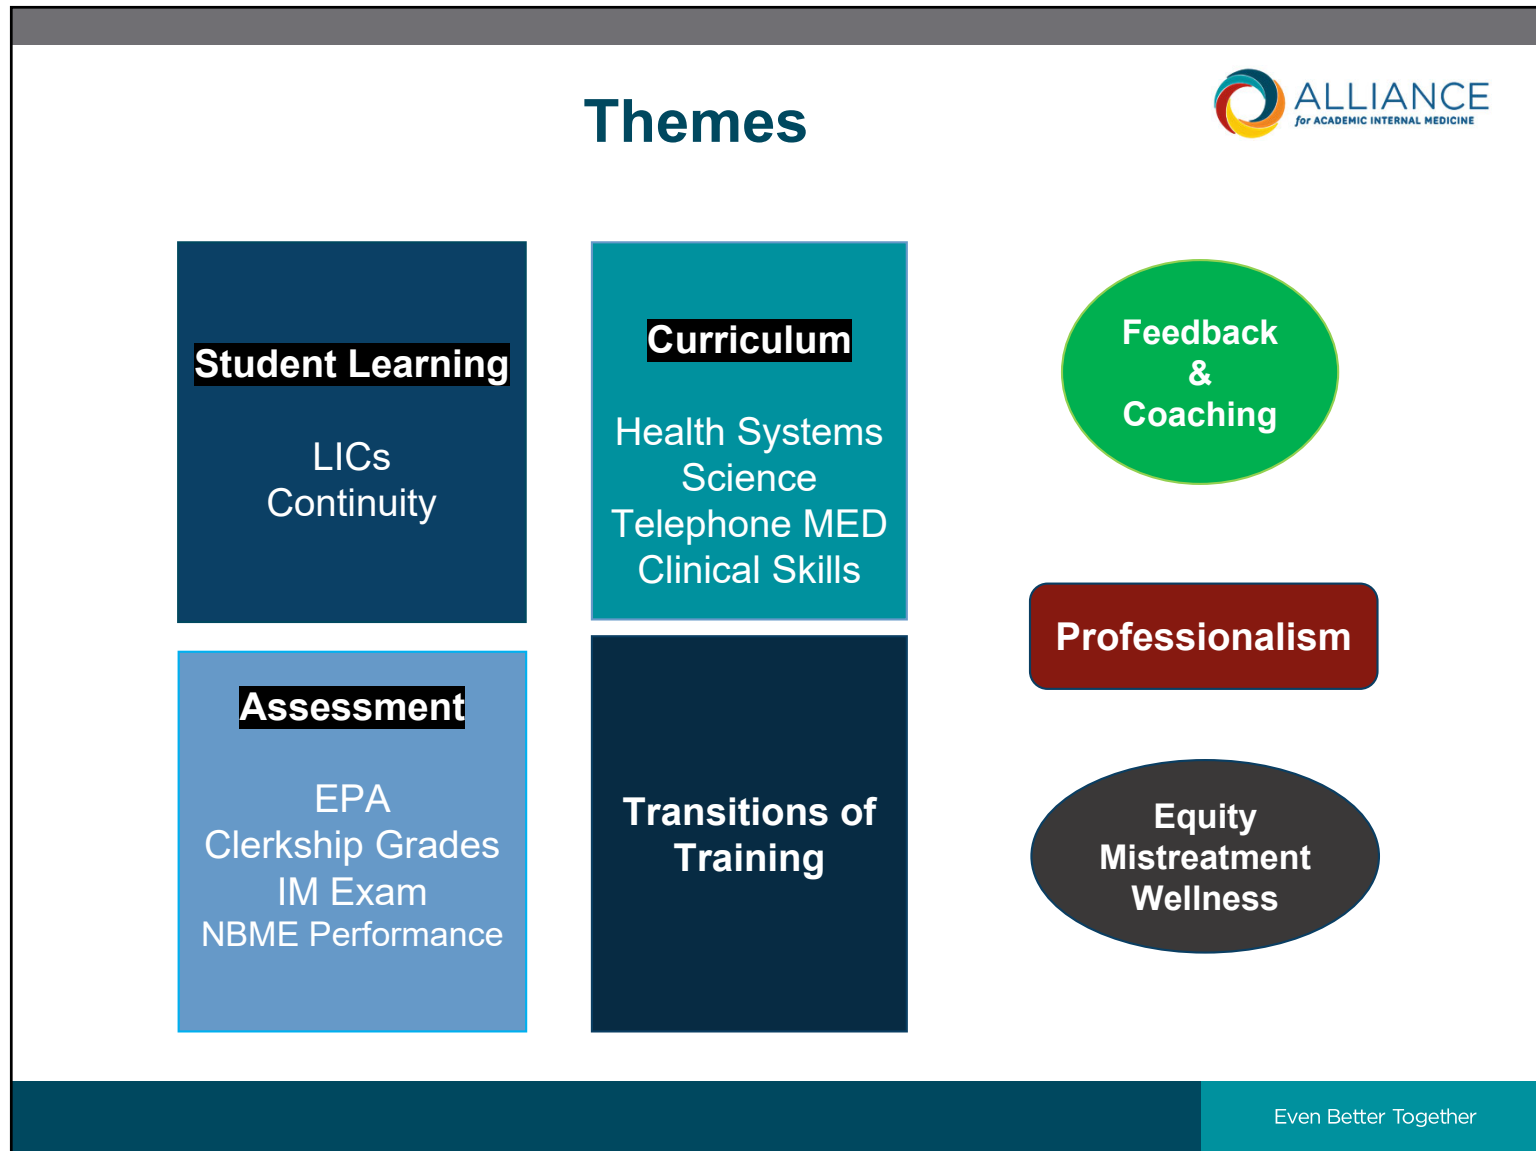 Themes
ALLIANCE
for ACADEMIC INTERNAL MEDICINE
Student Learning
LICs
Continuity
Curriculum
Health Systems
Science
Telephone MED
Clinical Skills
Feedback
&
Coaching
Professionalism
Assessment
EPA
Clerkship Grades
IM Exam
NBME Performance
Transitions of
Training
Equity
Mistreatment
Wellness
Even Better Together